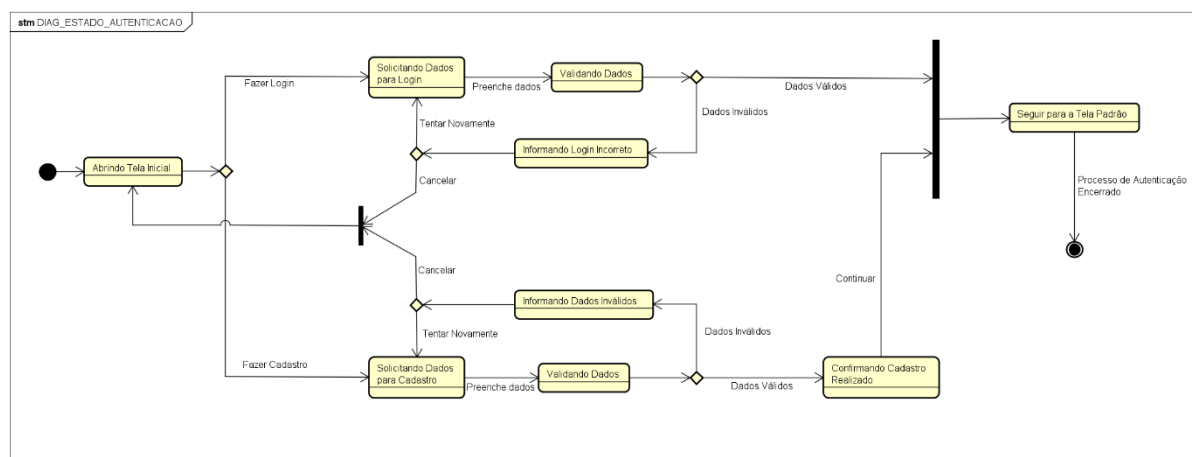 stm DIAG_ESTADO_AUTENTICACAO
Fazer Login
Solicitando Dados
para Login
Preenche dados
Validando Dados
Dados Válidos
Dados Inválidos
Seguir para a Tela Padrão
Tentar Novamente
Informando Login Incorreto
Abrindo Tela Inicial
Cancelar
Processo de Autenticação
Encerrado
Cancelar
Continuar
Informando Dados Inválidos
Tentar Novamente
Dados Inválidos
Fazer Cadastro
Solicitando Dados
para Cadastro
Preenche dados
Validando Dados
Dados Válidos
Confirmando Cadastro
Realizado